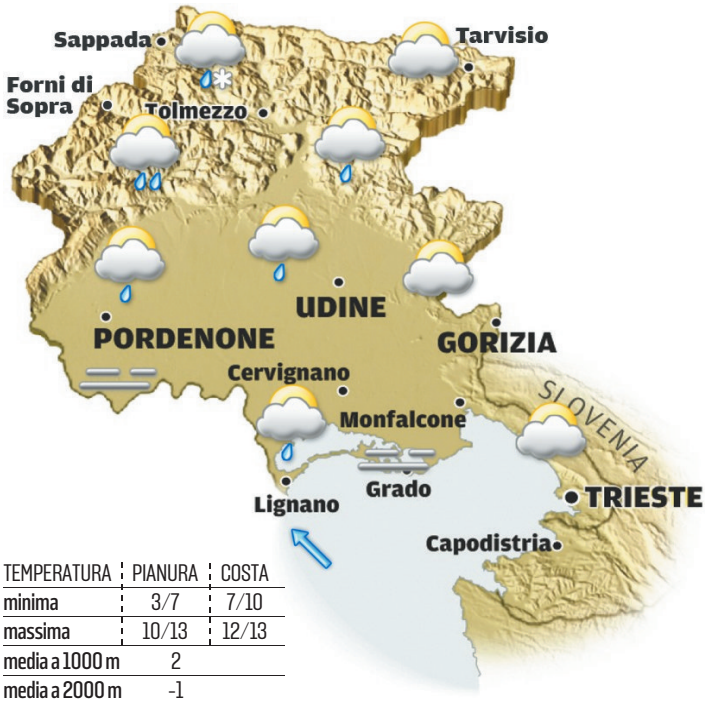 Sappada
Tarvisio
Forni di
Sopra
Tolmezzo
UDINE
PORDENONE
GORIZIA
Cervignano
SLOVENIA
Monfalcone
Grado
Lignano
TRIESTE
Capodistria
TEMPERATURA PIANURA COSTA
minima 3/7 7/10
massima 10/13 12/13
media a 1000 m 2
media a 2000 m -1